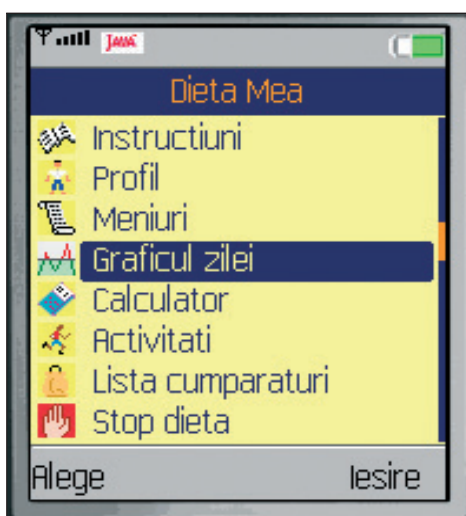 JAVA
Dieta Mea
Instructiuni
Profil
Meniuri
Graficul zilei
Calculator
Activitati
Lista cumparaturi
Stop dieta
Alege Iesire